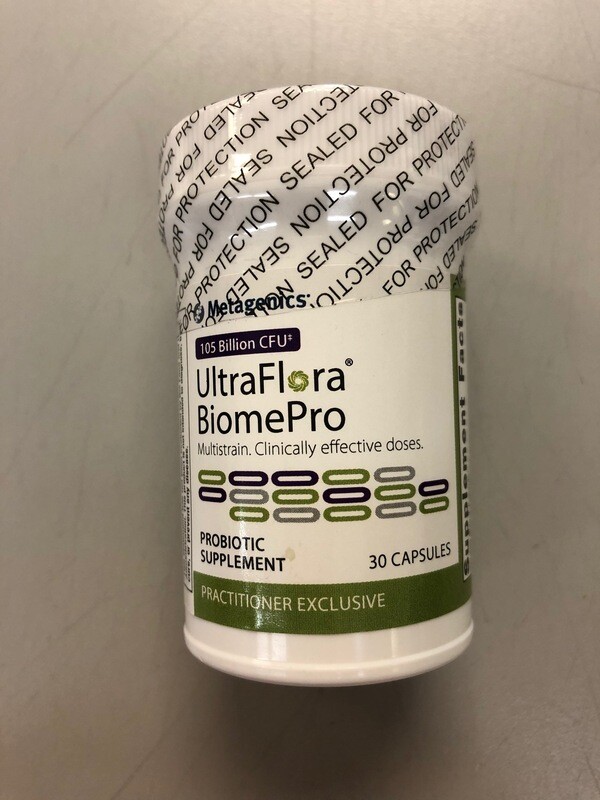 SEALED FOR PROTECTION SEALED FOR PROTECTION
Metagenics®
105 Billion CFU‡
UltraFlora®
BiomePro
Multistrain. Clinically effective doses.
PROBIOTIC
SUPPLEMENT
30 CAPSULES
PRACTITIONER EXCLUSIVE
Supplement Facts